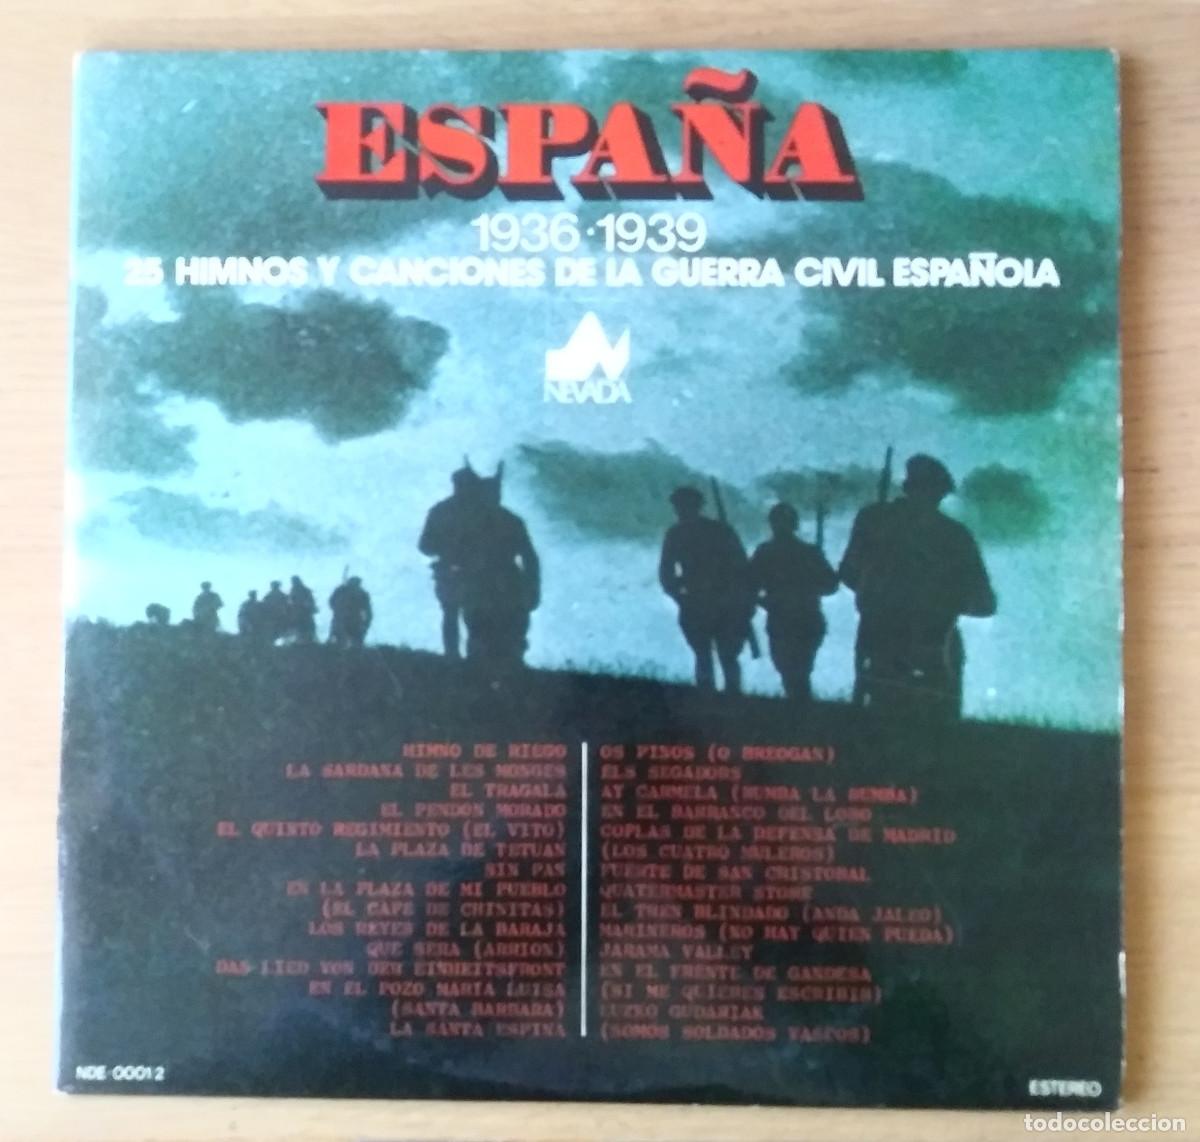 ESPAÑA
1936·1939
25 HIMNOS Y CANCIONES DE LA GUERRA CIVIL ESPAÑOLA
NEVADA
HIMNO DE RIEGO
LA SARDANA DE LES MONGES
EL TRAGALA
EL PENDON MORADO
EL QUINTO REGIMIENTO (EL VITO)
LA PLAZA DE TETUAN
SIN PAN
EN LA PLAZA DE MI PUEBLO
(EL CAFE DE CHINITAS)
LOS REYES DE LA BARAJA
QUE SERA (ARRION)
DAS LIED VON DER EINHEITSFRONT
EN EL POZO MARIA LUISA
(SANTA BARBARA)
LA SANTA ESPINA
OS PINOS (O BREOGAN)
ELS SEGADORS
AY CARMELA (RUMBA LA RUMBA)
EN EL BARRANCO DEL LOBO
COPLAS DE LA DEFENSA DE MADRID
(LOS CUATRO MULEROS)
PUENTE DE SAN CRISTOBAL
QUATERMASTER STORE
EL TREN BLINDADO (ANDA JALEO)
MARINEROS (NO HAY QUIEN PUEDA)
JARAMA VALLEY
EN EL FRENTE DE GANDESA
(SI ME QUIERES ESCRIBIR)
EUZKO GUDARIAK
(SOMOS SOLDADOS VASCOS)
NDE-00012
ESTEREO
todocoleccion